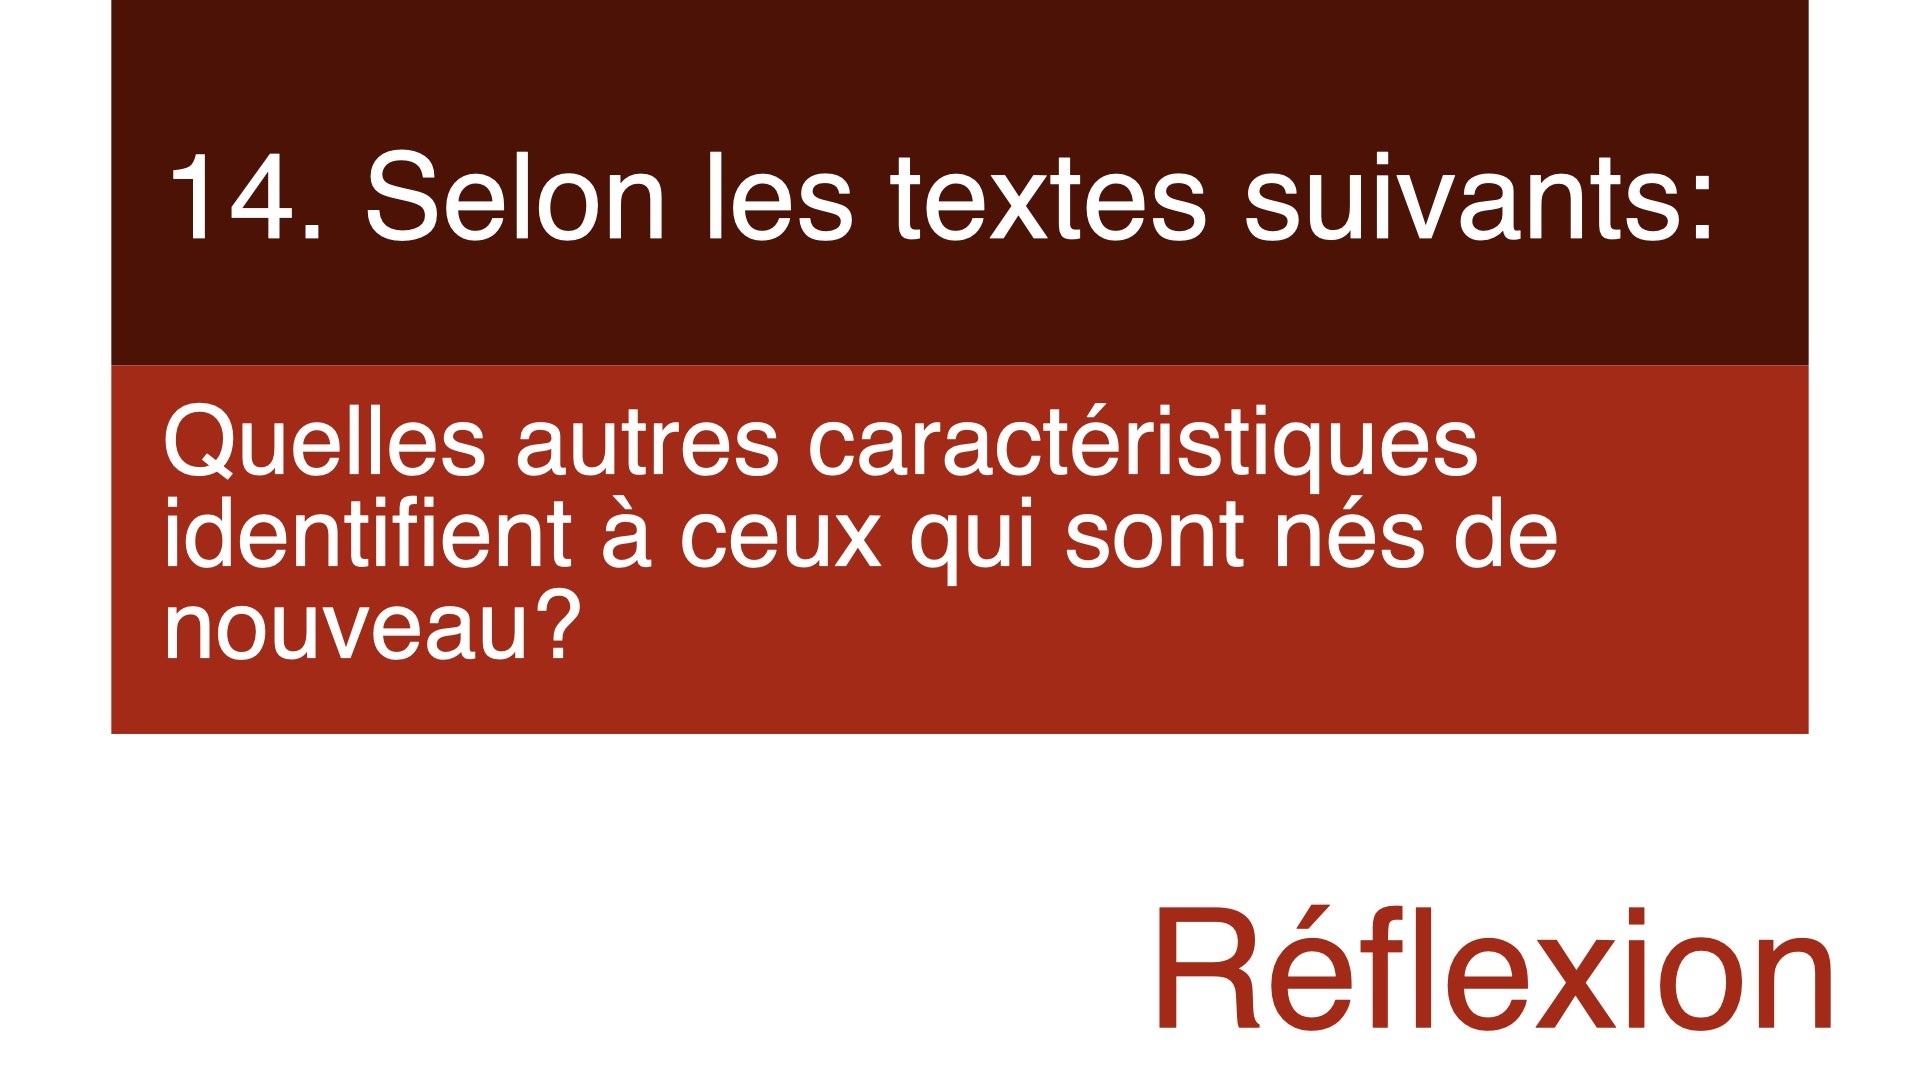 14. Selon les textes suivants:
Quelles autres caractéristiques
identifient à ceux qui sont nés de
nouveau?
Réflexion